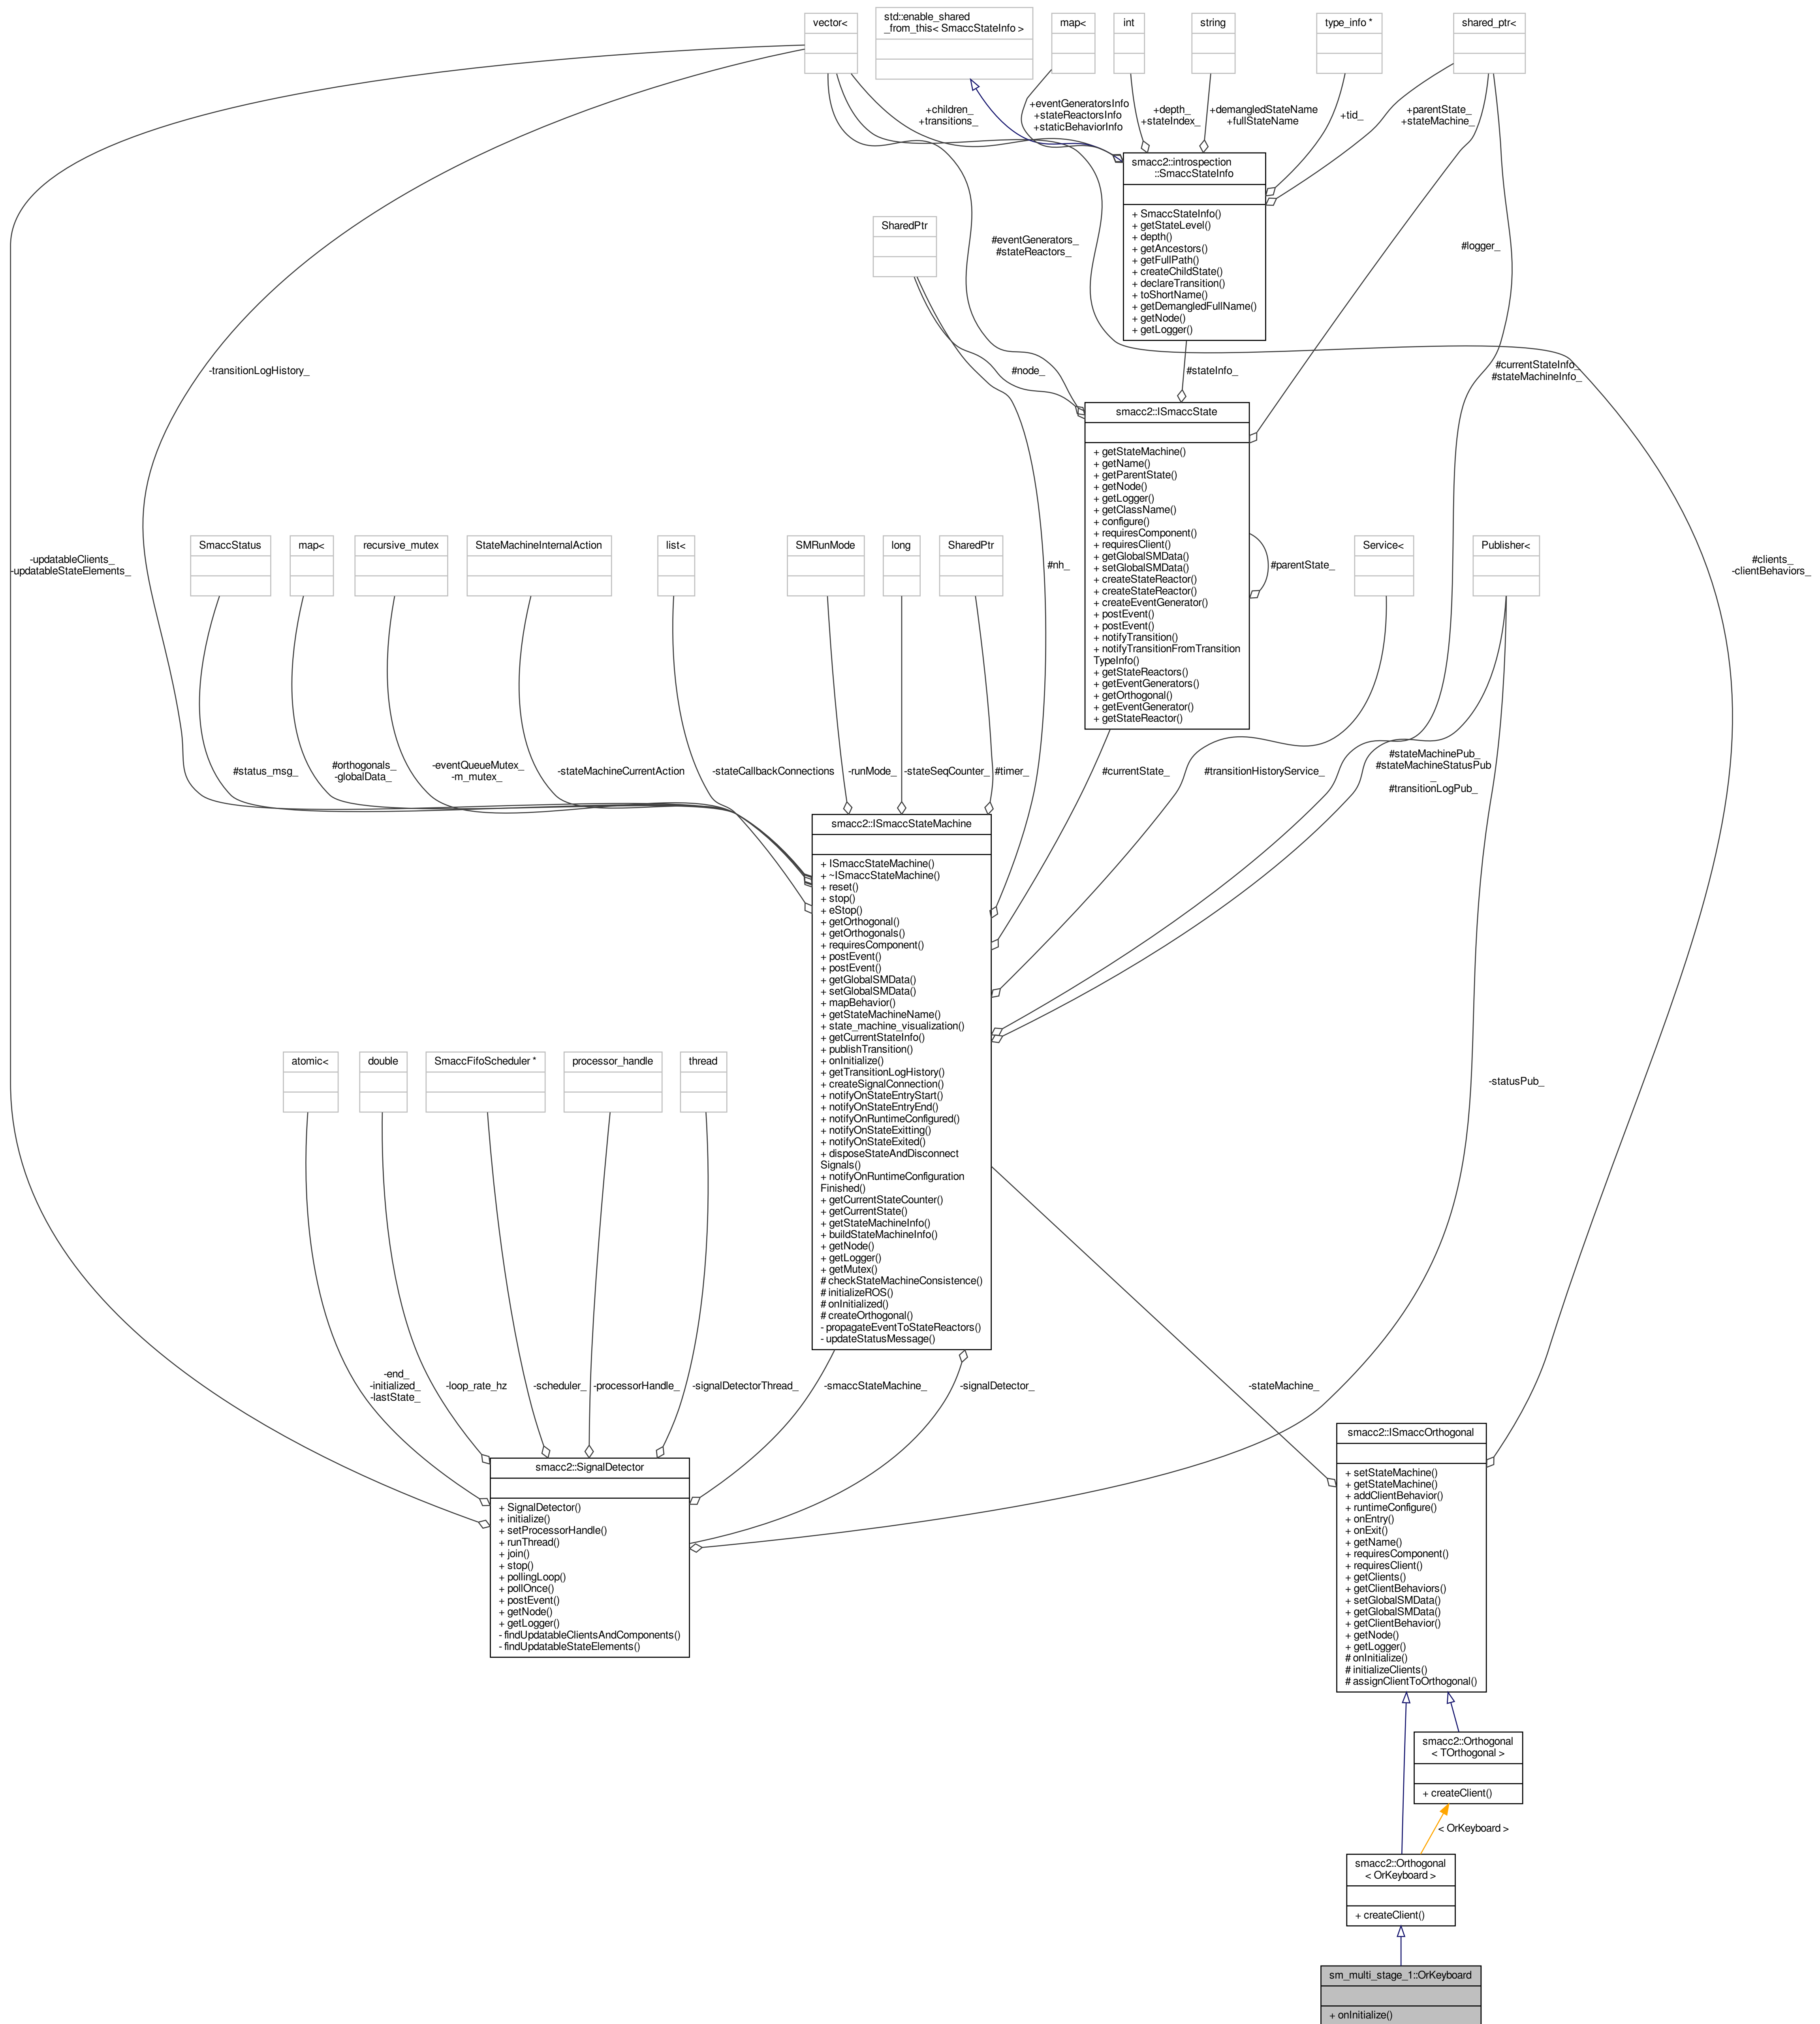 vector<
std::enable_shared
_from_this< SmaccStateInfo >
map<
int
string
type_info *
shared_ptr<
+children_
+transitions_
+eventGeneratorsInfo
+stateReactorsInfo
+staticBehaviorInfo
+depth_
+stateIndex_
+demangledStateName
+fullStateName
+tid_
+parentState_
+stateMachine_
smacc2::introspection
::SmaccStateInfo
+ SmaccStateInfo()
+ getStateLevel()
+ depth()
+ getAncestors()
+ getFullPath()
+ createChildState()
+ declareTransition()
+ toShortName()
+ getDemangledFullName()
+ getNode()
+ getLogger()
SharedPtr
#eventGenerators_
#stateReactors_
#logger_
-transitionLogHistory_
#node_
#stateInfo_
#currentStateInfo_
#stateMachineInfo_
smacc2::ISmaccState
+ getStateMachine()
+ getName()
+ getParentState()
+ getNode()
+ getLogger()
+ getClassName()
+ configure()
+ requiresComponent()
+ requiresClient()
+ getGlobalSMData()
+ setGlobalSMData()
+ createStateReactor()
+ createStateReactor()
+ createEventGenerator()
+ postEvent()
+ postEvent()
+ notifyTransition()
+ notifyTransitionFromTransition
TypeInfo()
+ getStateReactors()
+ getEventGenerators()
+ getOrthogonal()
+ getEventGenerator()
+ getStateReactor()
-updatableClients_
-updatableStateElements_
SmaccStatus
map<
recursive_mutex
StateMachineInternalAction
list<
SMRunMode
long
SharedPtr
#nh_
#parentState_
Service<
Publisher<
#clients_
-clientBehaviors_
#status_msg_
#orthogonals_
-globalData_
-eventQueueMutex_
-m_mutex_
-stateMachineCurrentAction
-stateCallbackConnections
-runMode_
-stateSeqCounter_
#timer_
#currentState_
#transitionHistoryService_
#stateMachinePub_
#stateMachineStatusPub
_
#transitionLogPub_
smacc2::ISmaccStateMachine
+ ISmaccStateMachine()
+ ~ISmaccStateMachine()
+ reset()
+ stop()
+ eStop()
+ getOrthogonal()
+ getOrthogonals()
+ requiresComponent()
+ postEvent()
+ postEvent()
+ getGlobalSMData()
+ setGlobalSMData()
+ mapBehavior()
+ getStateMachineName()
+ state_machine_visualization()
+ getCurrentStateInfo()
+ publishTransition()
+ onInitialize()
+ getTransitionLogHistory()
+ createSignalConnection()
+ notifyOnStateEntryStart()
+ notifyOnStateEntryEnd()
+ notifyOnRuntimeConfigured()
+ notifyOnStateExitting()
+ notifyOnStateExited()
+ disposeStateAndDisconnect
Signals()
+ notifyOnRuntimeConfiguration
Finished()
+ getCurrentStateCounter()
+ getCurrentState()
+ getStateMachineInfo()
+ buildStateMachineInfo()
+ getNode()
+ getLogger()
+ getMutex()
# checkStateMachineConsistence()
# initializeROS()
# onInitialized()
# createOrthogonal()
- propagateEventToStateReactors()
- updateStatusMessage()
atomic<
double
SmaccFifoScheduler *
processor_handle
thread
-statusPub_
-end_
-initialized_
-lastState_
-loop_rate_hz
-scheduler_
-processorHandle_
-signalDetectorThread_
-smaccStateMachine_
-signalDetector_
-stateMachine_
smacc2::SignalDetector
+ SignalDetector()
+ initialize()
+ setProcessorHandle()
+ runThread()
+ join()
+ stop()
+ pollingLoop()
+ pollOnce()
+ postEvent()
+ getNode()
+ getLogger()
- findUpdatableClientsAndComponents()
- findUpdatableStateElements()
smacc2::ISmaccOrthogonal
+ setStateMachine()
+ getStateMachine()
+ addClientBehavior()
+ runtimeConfigure()
+ onEntry()
+ onExit()
+ getName()
+ requiresComponent()
+ requiresClient()
+ getClients()
+ getClientBehaviors()
+ setGlobalSMData()
+ getGlobalSMData()
+ getClientBehavior()
+ getNode()
+ getLogger()
# onInitialize()
# initializeClients()
# assignClientToOrthogonal()
smacc2::Orthogonal
< TOrthogonal >
+ createClient()
< OrKeyboard >
smacc2::Orthogonal
< OrKeyboard >
+ createClient()
sm_multi_stage_1::OrKeyboard
+ onInitialize()